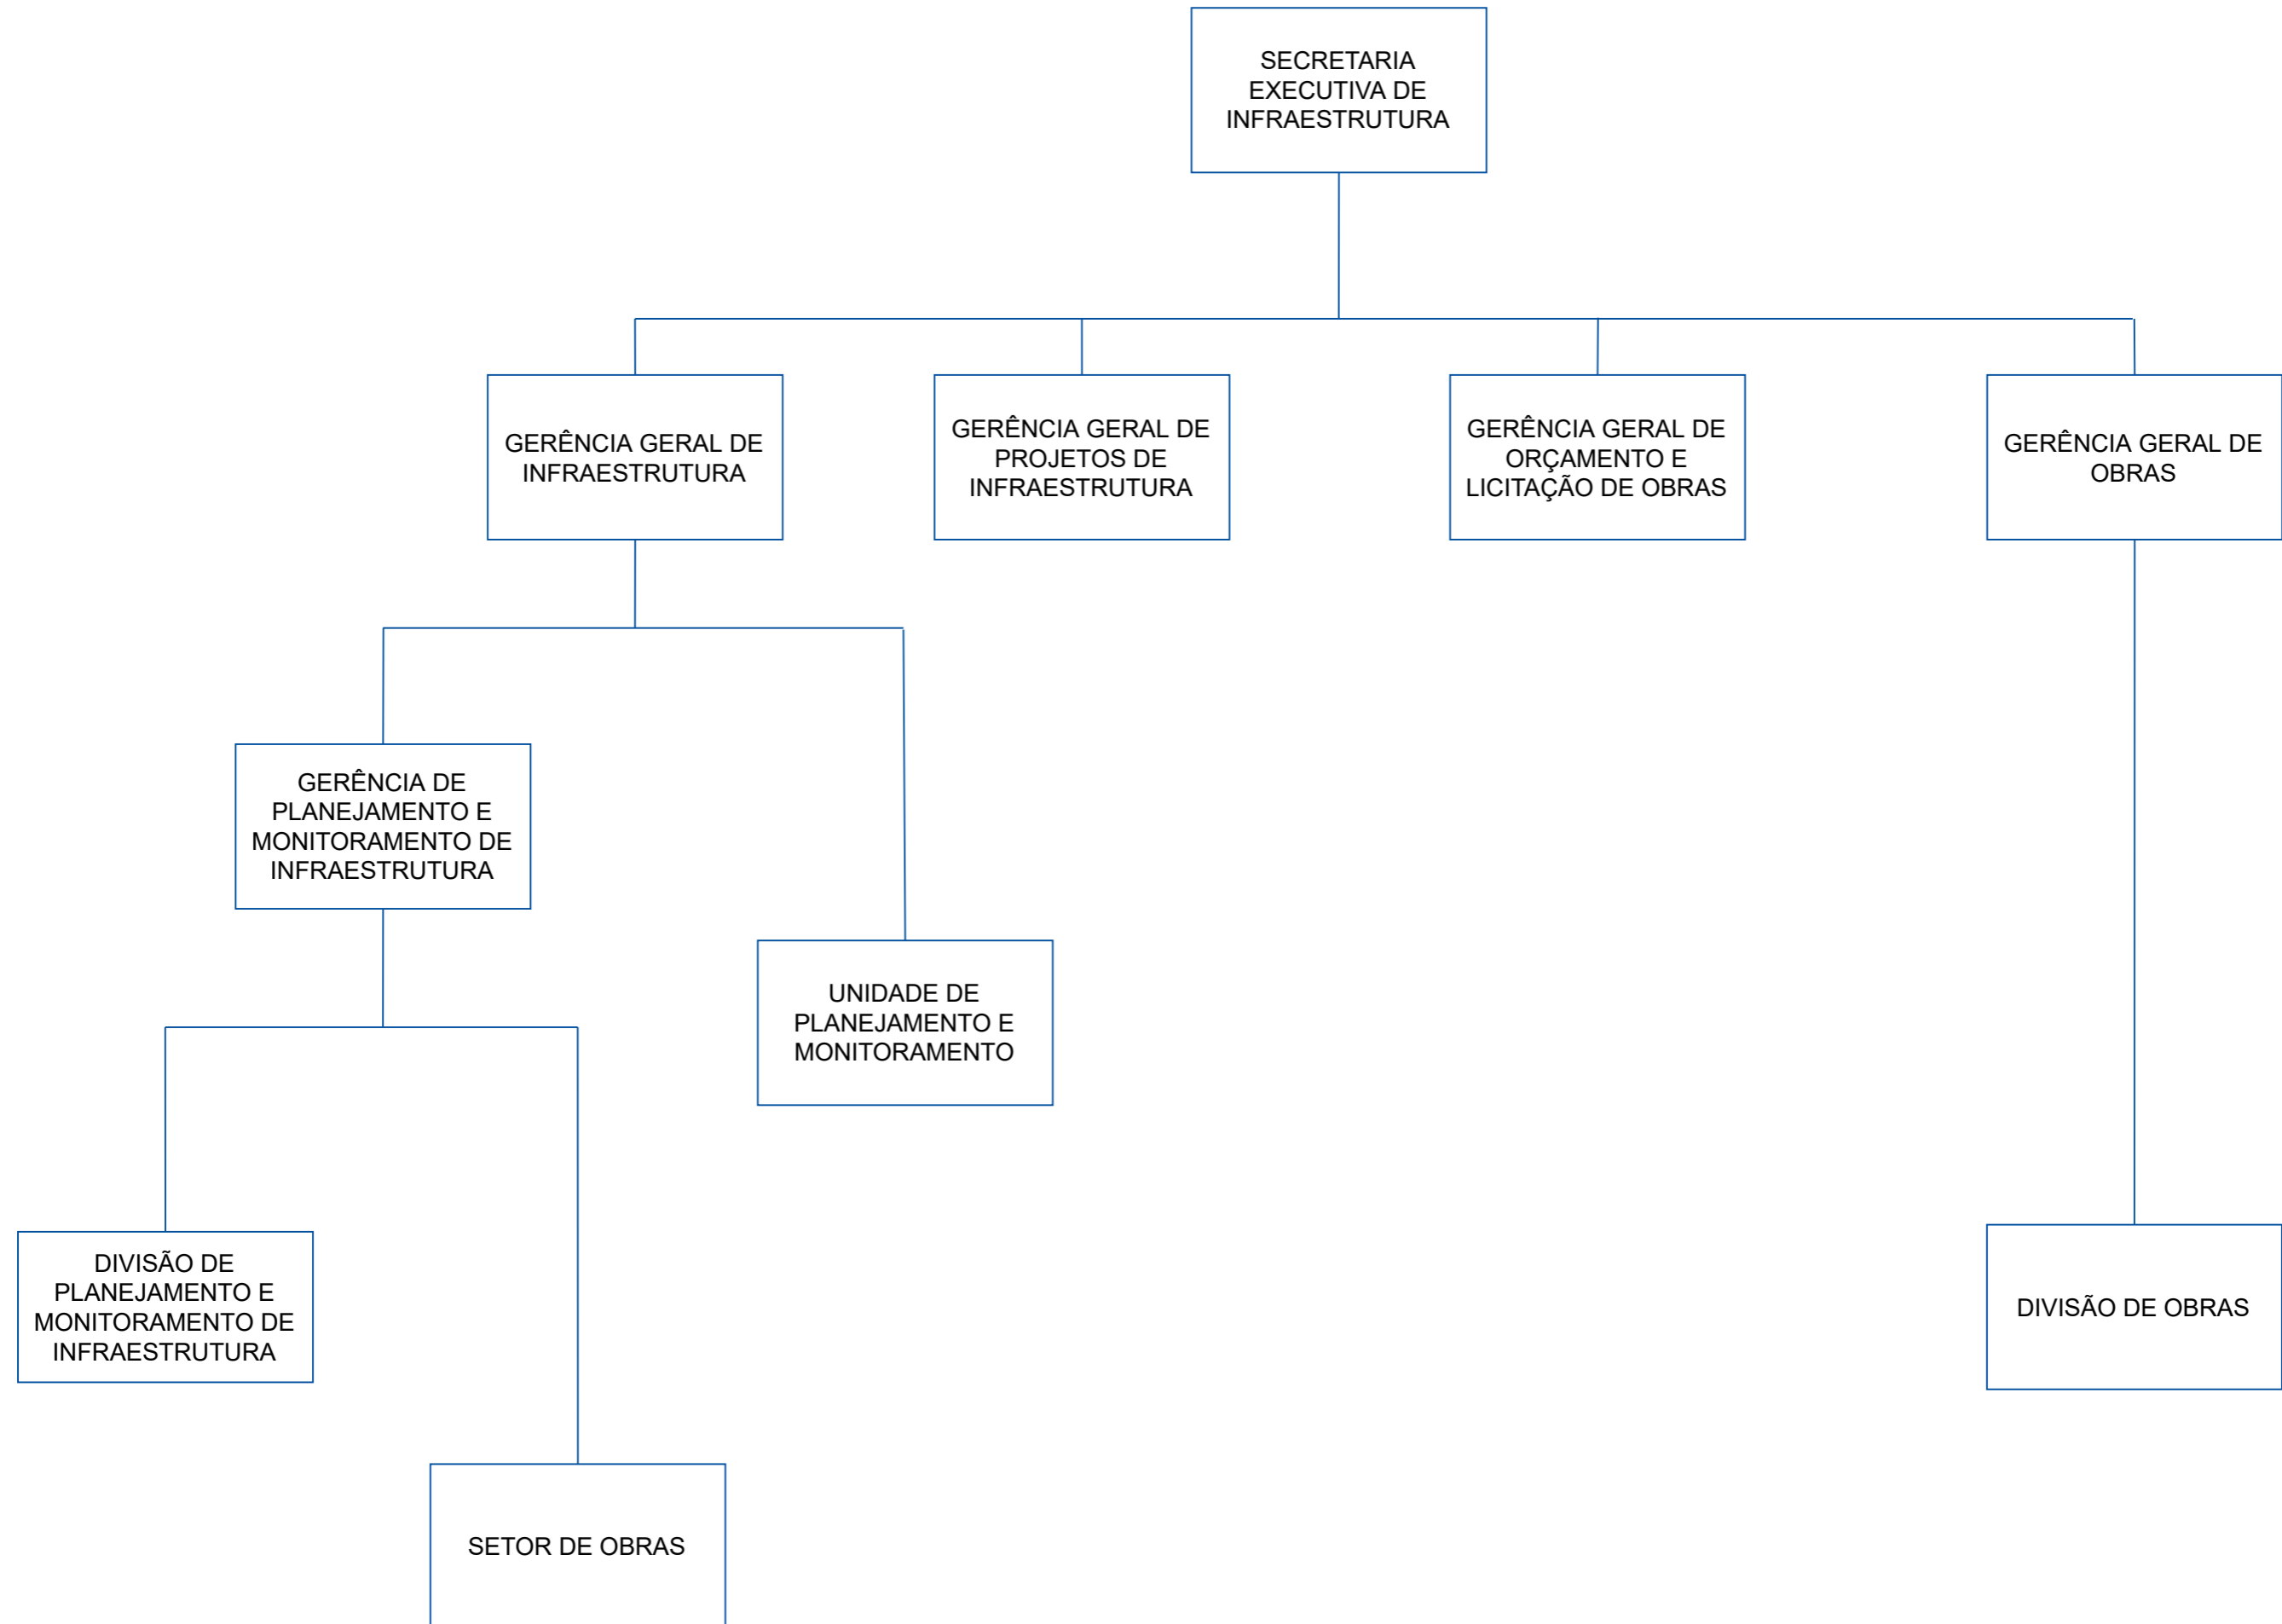 SECRETARIA
EXECUTIVA DE
INFRAESTRUTURA
GERÊNCIA GERAL DE
INFRAESTRUTURA
GERÊNCIA GERAL DE
PROJETOS DE
INFRAESTRUTURA
GERÊNCIA GERAL DE
ORÇAMENTO E
LICITAÇÃO DE OBRAS
GERÊNCIA GERAL DE
OBRAS
GERÊNCIA DE
PLANEJAMENTO E
MONITORAMENTO DE
INFRAESTRUTURA
UNIDADE DE
PLANEJAMENTO E
MONITORAMENTO
DIVISÃO DE
PLANEJAMENTO E
MONITORAMENTO DE
INFRAESTRUTURA
DIVISÃO DE OBRAS
SETOR DE OBRAS